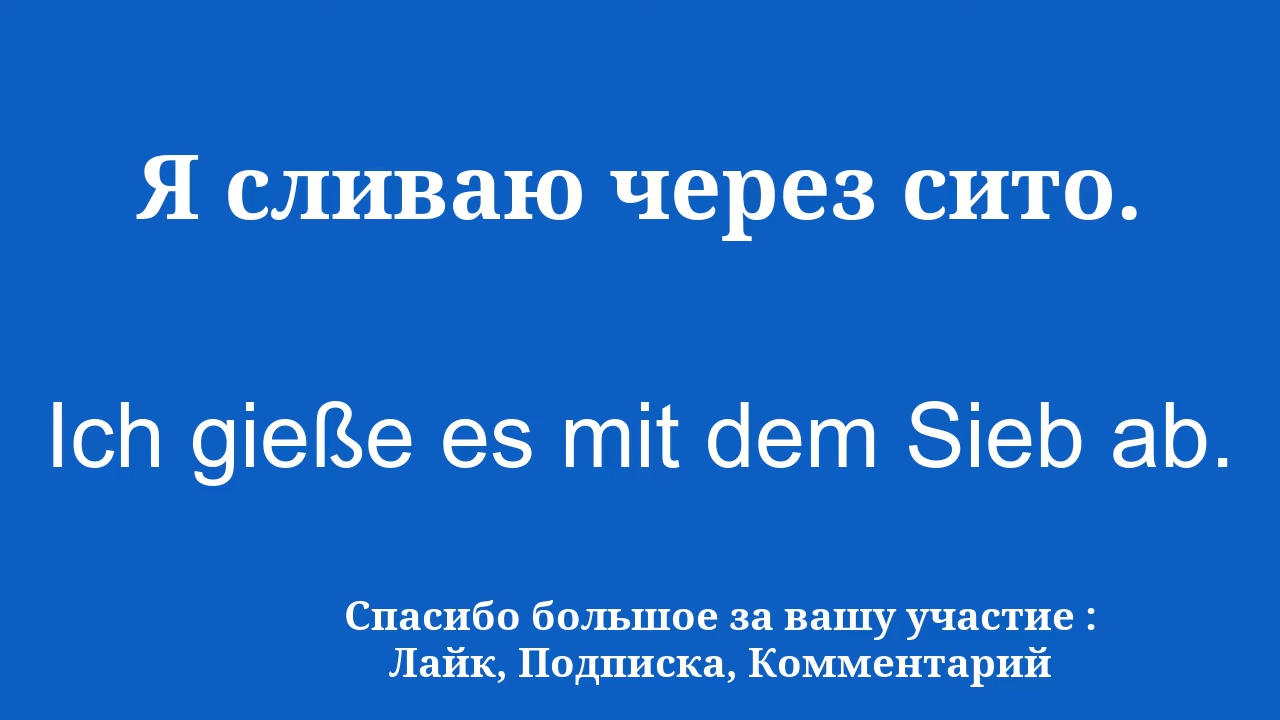 Я сливаю через сито.
Ich gieße es mit dem Sieb ab.
Спасибо большое за вашу участие :
Лайк, Подписка, Комментарий